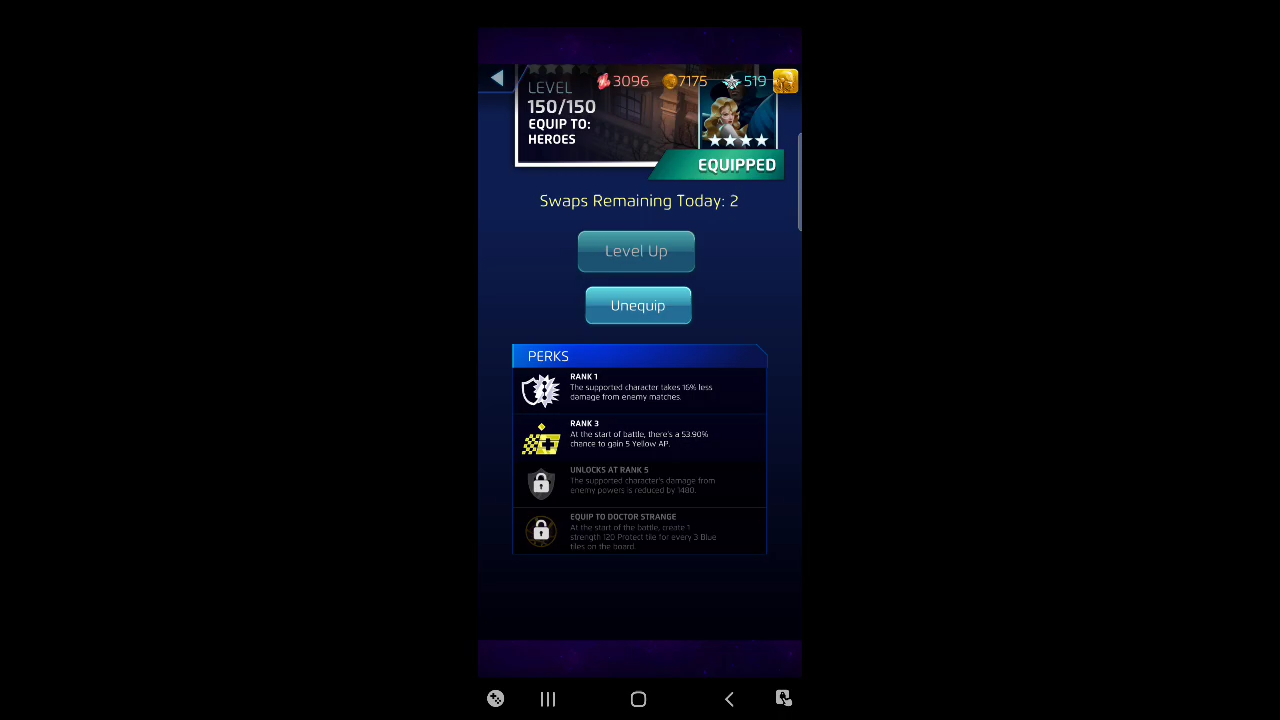 3096 7175 519
LEVEL
150/150
EQUIP TO:
HEROES
EQUIPPED
Swaps Remaining Today: 2
Level Up
Unequip
PERKS
RANK 1
The supported character takes 16% less
damage from enemy matches.
RANK 3
At the start of battle, there's a 53.90%
chance to gain 5 Yellow AP.
UNLOCKS AT RANK 5
The supported character's damage from
enemy powers is reduced by 1480.
EQUIP TO DOCTOR STRANGE
At the start of the battle, create 1
strength 120 Protect tile for every 3 Blue
tiles on the board.